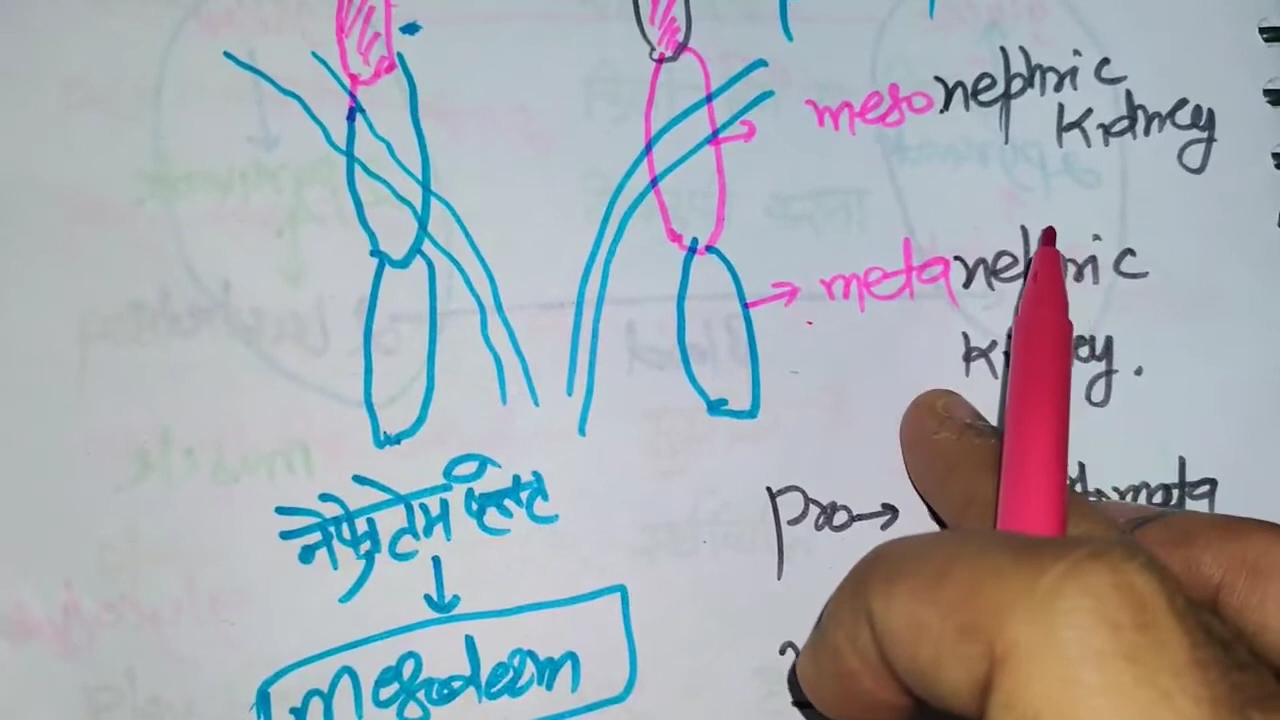 mesonephric
Kidney
metanephric
Kidney.
नेफ्रोटोम प्लेट
Pro→
Mesoderm